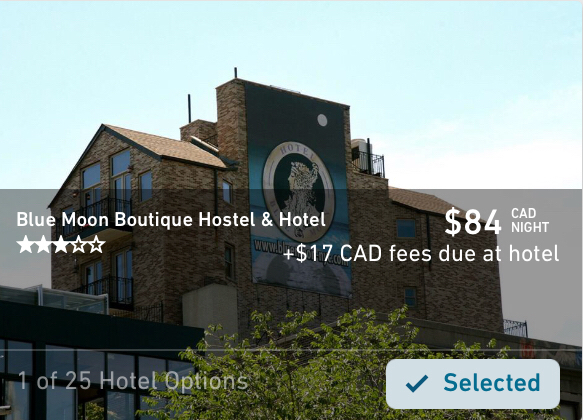 HOTEL
Blue Moon Boutique Hostel & Hotel
$84 CAD NIGHT
+$17 CAD fees due at hotel
1 of 25 Hotel Options
Selected